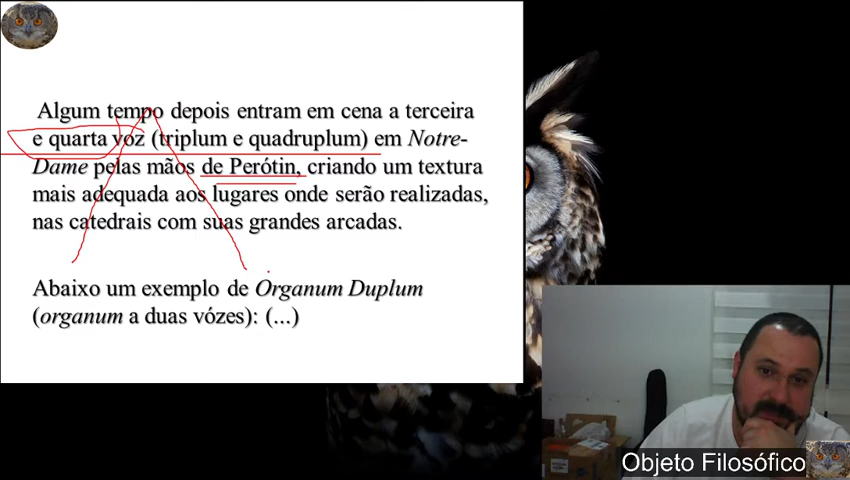 Algum tempo depois entram em cena a terceira
e quarta voz (triplum e quadruplum) em Notre-
Dame pelas mãos de Perótin, criando um textura
mais adequada aos lugares onde serão realizadas,
nas catedrais com suas grandes arcadas.
Abaixo um exemplo de Organum Duplum
(organum a duas vózes): (...)
Objeto Filosófico